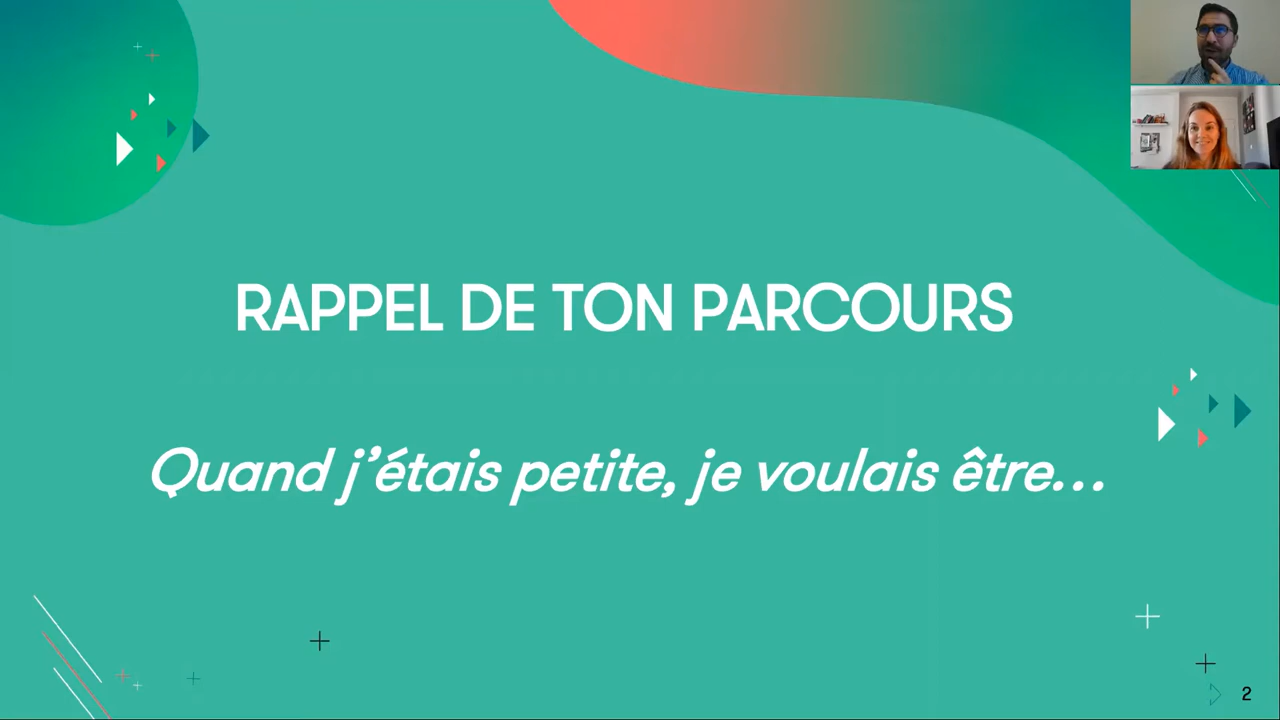 RAPPEL DE TON PARCOURS
Quand j’étais petite, je voulais être...
2